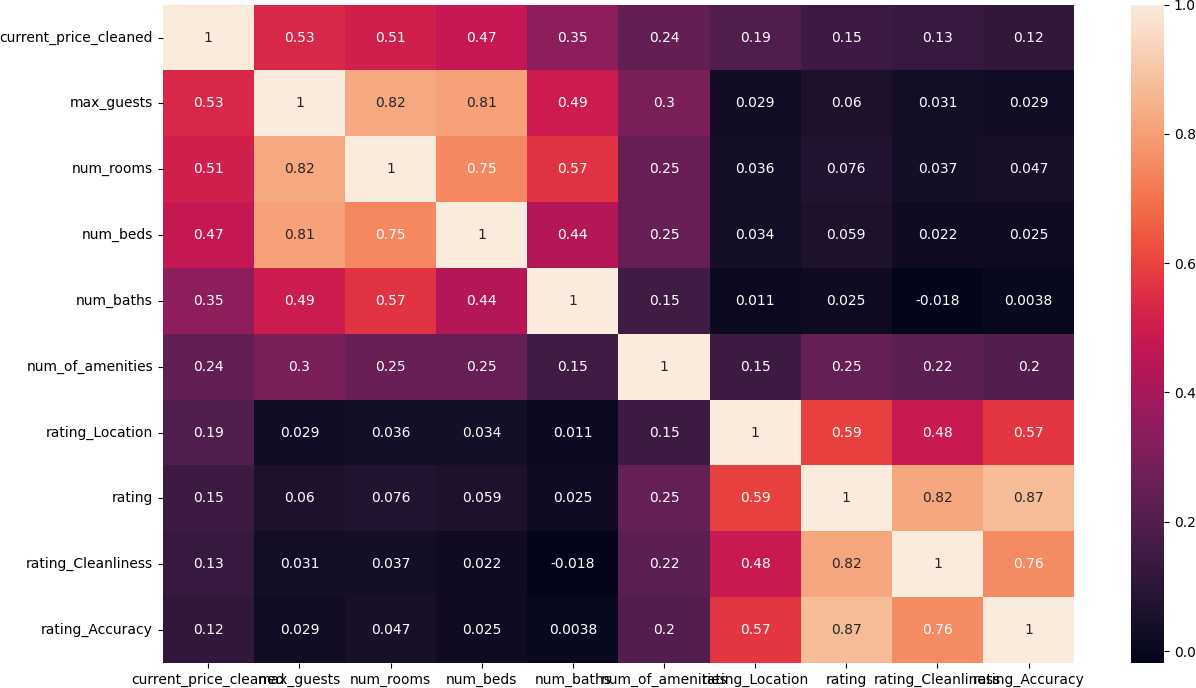 current_price_cleaned 1 0.53 0.51 0.47 0.35 0.24 0.19 0.15 0.13 0.12
max_guests 0.53 1 0.82 0.81 0.49 0.3 0.029 0.06 0.031 0.029
num_rooms 0.51 0.82 1 0.75 0.57 0.25 0.036 0.076 0.037 0.047
num_beds 0.47 0.81 0.75 1 0.44 0.25 0.034 0.059 0.022 0.025
num_baths 0.35 0.49 0.57 0.44 1 0.15 0.011 0.025 -0.018 0.0038
num_of_amenities 0.24 0.3 0.25 0.25 0.15 1 0.15 0.25 0.22 0.2
rating_Location 0.19 0.029 0.036 0.034 0.011 0.15 1 0.59 0.48 0.57
rating 0.15 0.06 0.076 0.059 0.025 0.25 0.59 1 0.82 0.87
rating_Cleanliness 0.13 0.031 0.037 0.022 -0.018 0.22 0.48 0.82 1 0.76
rating_Accuracy 0.12 0.029 0.047 0.025 0.0038 0.2 0.57 0.87 0.76 1
current_price_cleaned max_guests num_rooms num_beds num_baths num_of_amenities rating_Location rating rating_Cleanliness rating_Accuracy
1.0
0.8
0.6
0.4
0.2
0.0